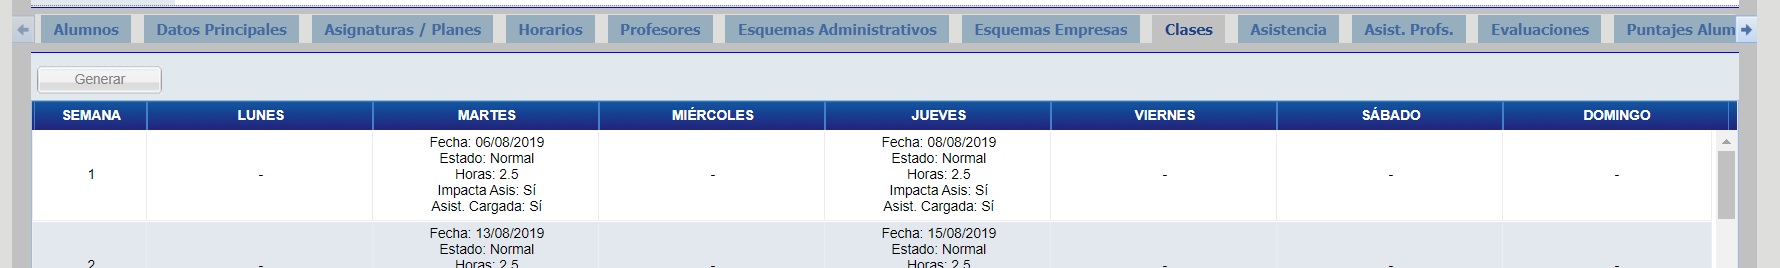 Alumnos Datos Principales Asignaturas / Planes Horarios Profesores Esquemas Administrativos Esquemas Empresas Clases Asistencia Asist. Profs. Evaluaciones Puntajes Alum
Generar
SEMANA LUNES MARTES MIÉRCOLES JUEVES VIERNES SÁBADO DOMINGO
Fecha: 06/08/2019 Fecha: 08/08/2019
Estado: Normal Estado: Normal
1 - Horas: 2.5 - Horas: 2.5 - - -
Impacta Asis: Sí Impacta Asis: Sí
Asist. Cargada: Sí Asist. Cargada: Sí
Fecha: 13/08/2019 Fecha: 15/08/2019
Estado: Normal Estado: Normal
2 - Horas: 2.5 - Horas: 2.5 - - -